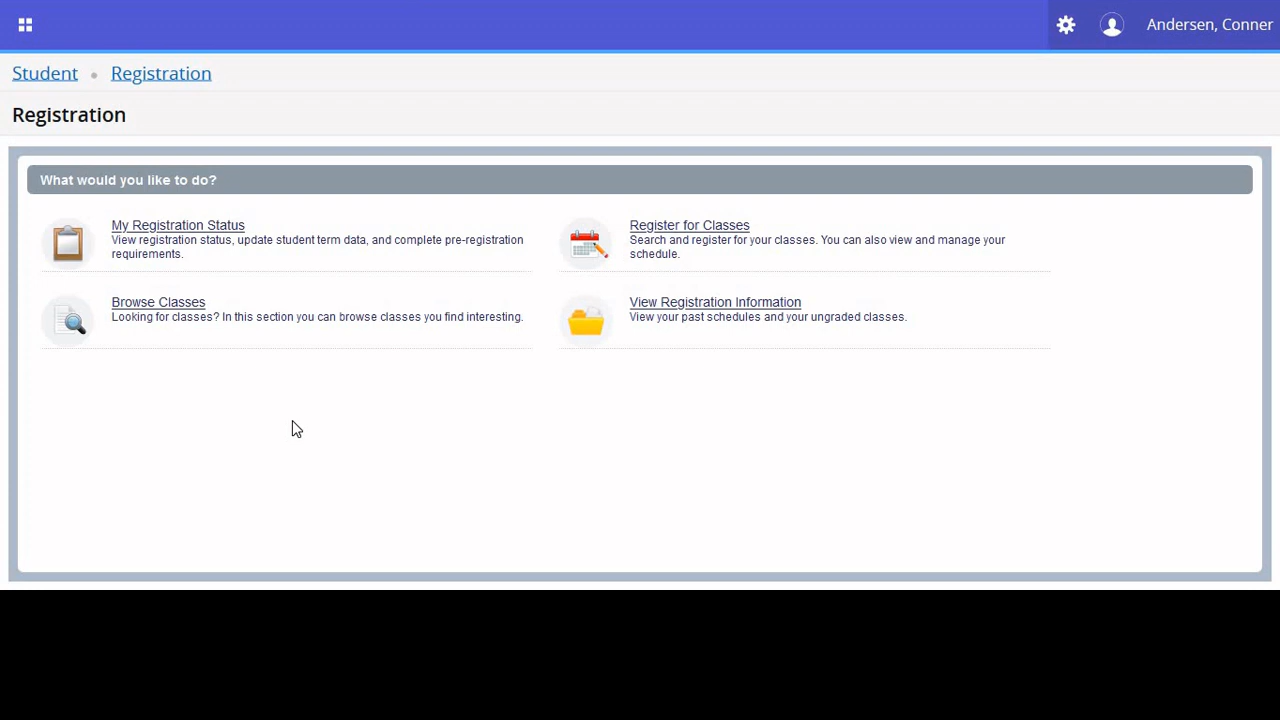 Andersen, Conner
Student • Registration
Registration
What would you like to do?
My Registration Status
View registration status, update student term data, and complete pre-registration
requirements.
Register for Classes
Search and register for your classes. You can also view and manage your
schedule.
Browse Classes
Looking for classes? In this section you can browse classes you find interesting.
View Registration Information
View your past schedules and your ungraded classes.